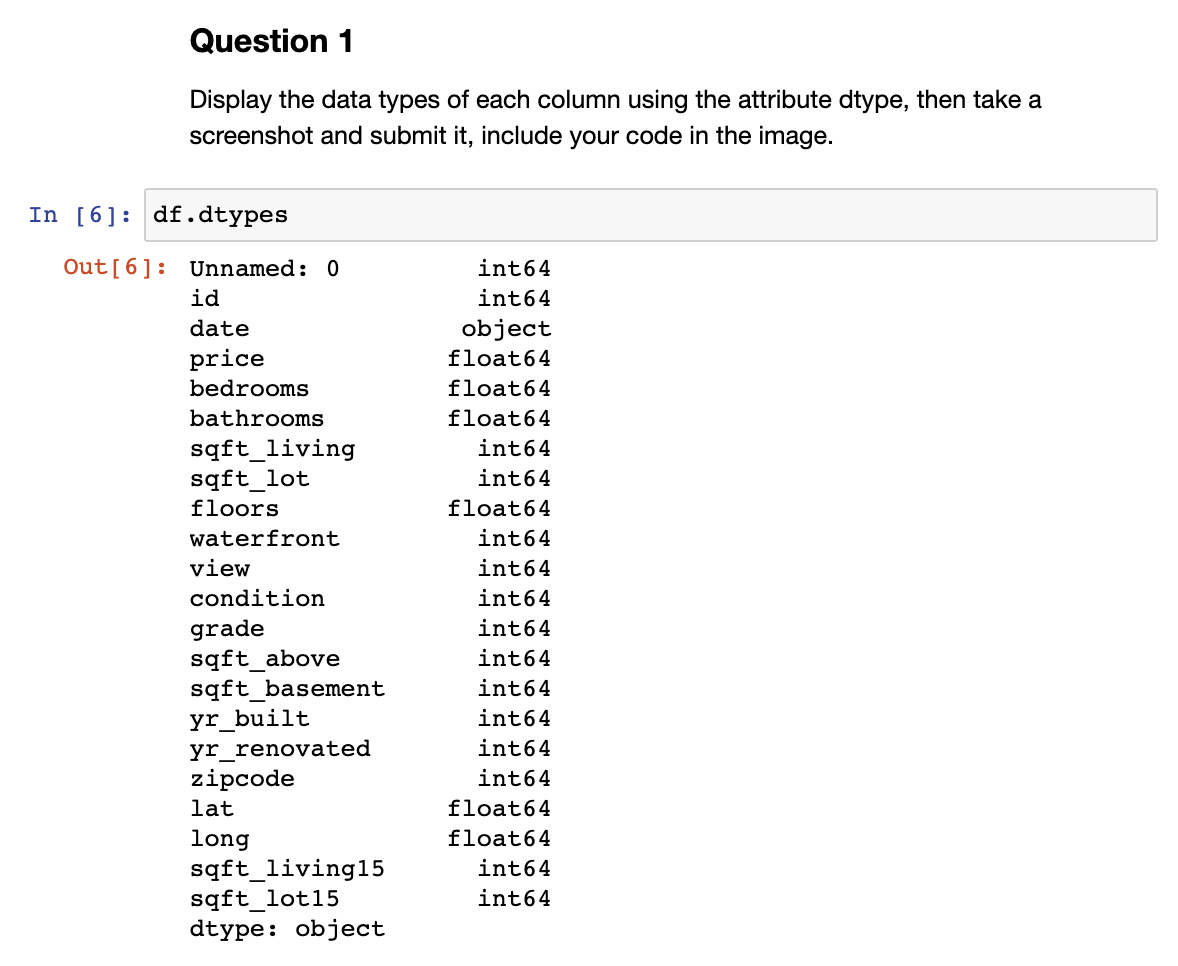 Question 1
Display the data types of each column using the attribute dtype, then take a
screenshot and submit it, include your code in the image.
In [6]: df.dtypes
Out[6]: Unnamed: 0 int64
id int64
date object
price float64
bedrooms float64
bathrooms float64
sqft_living int64
sqft_lot int64
floors float64
waterfront int64
view int64
condition int64
grade int64
sqft_above int64
sqft_basement int64
yr_built int64
yr_renovated int64
zipcode int64
lat float64
long float64
sqft_living15 int64
sqft_lot15 int64
dtype: object